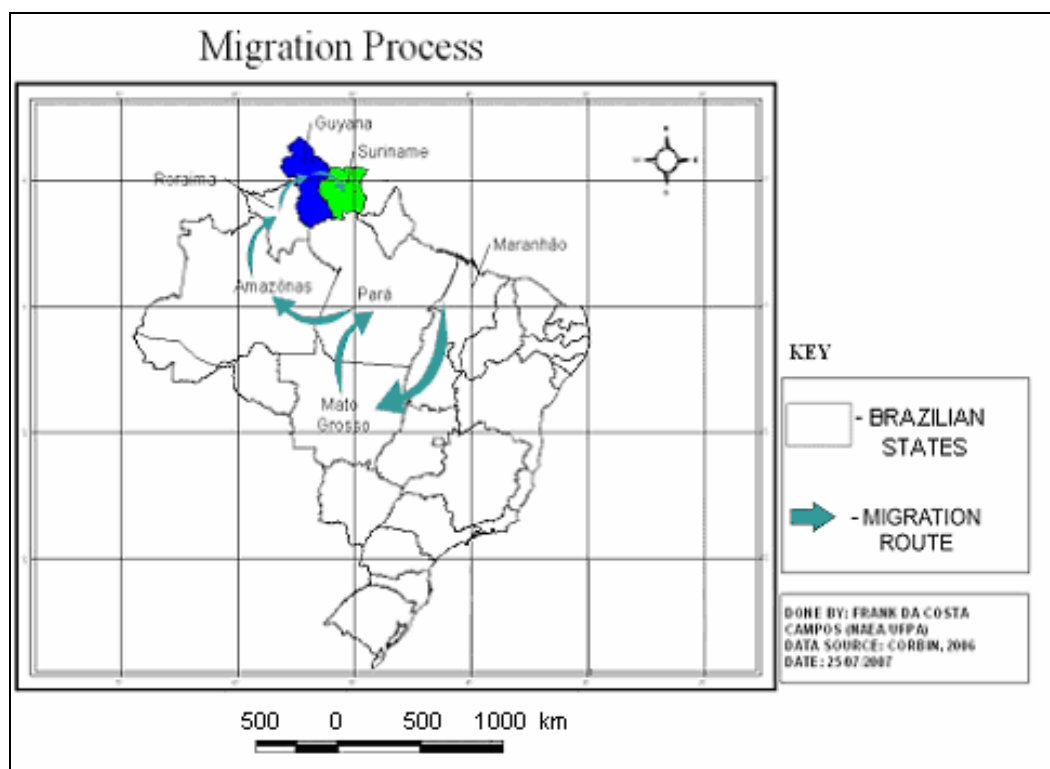 Migration Process
Guyana
Suriname
Roraima
Maranhão
Amazônas
Pará
Mato
Grosso
KEY
- BRAZILIAN
STATES
- MIGRATION
ROUTE
DONE BY: FRANK DA COSTA
CAMPOS (NAEA/UFPA)
DATA SOURCE: CORBIN, 2006
DATE: 25/07/2007
500 0 500 1000 km